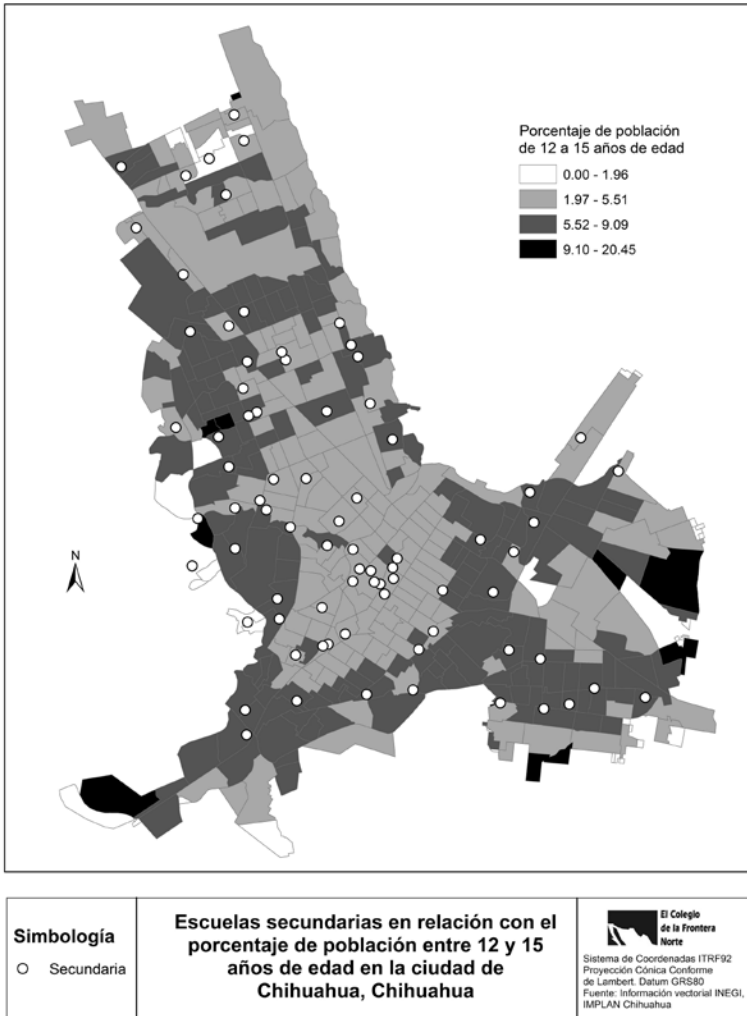 Porcentaje de población
de 12 a 15 años de edad
0.00 - 1.96
1.97 - 5.51
5.52 - 9.09
9.10 - 20.45
N
Simbología
Secundaria
Escuelas secundarias en relación con el
porcentaje de población entre 12 y 15
años de edad en la ciudad de
Chihuahua, Chihuahua
El Colegio
de la Frontera
Norte
Sistema de Coordenadas ITRF92
Proyección Cónica Conforme
de Lambert. Datum GRS80
Fuente: Información vectorial INEGI,
IMPLAN Chihuahua